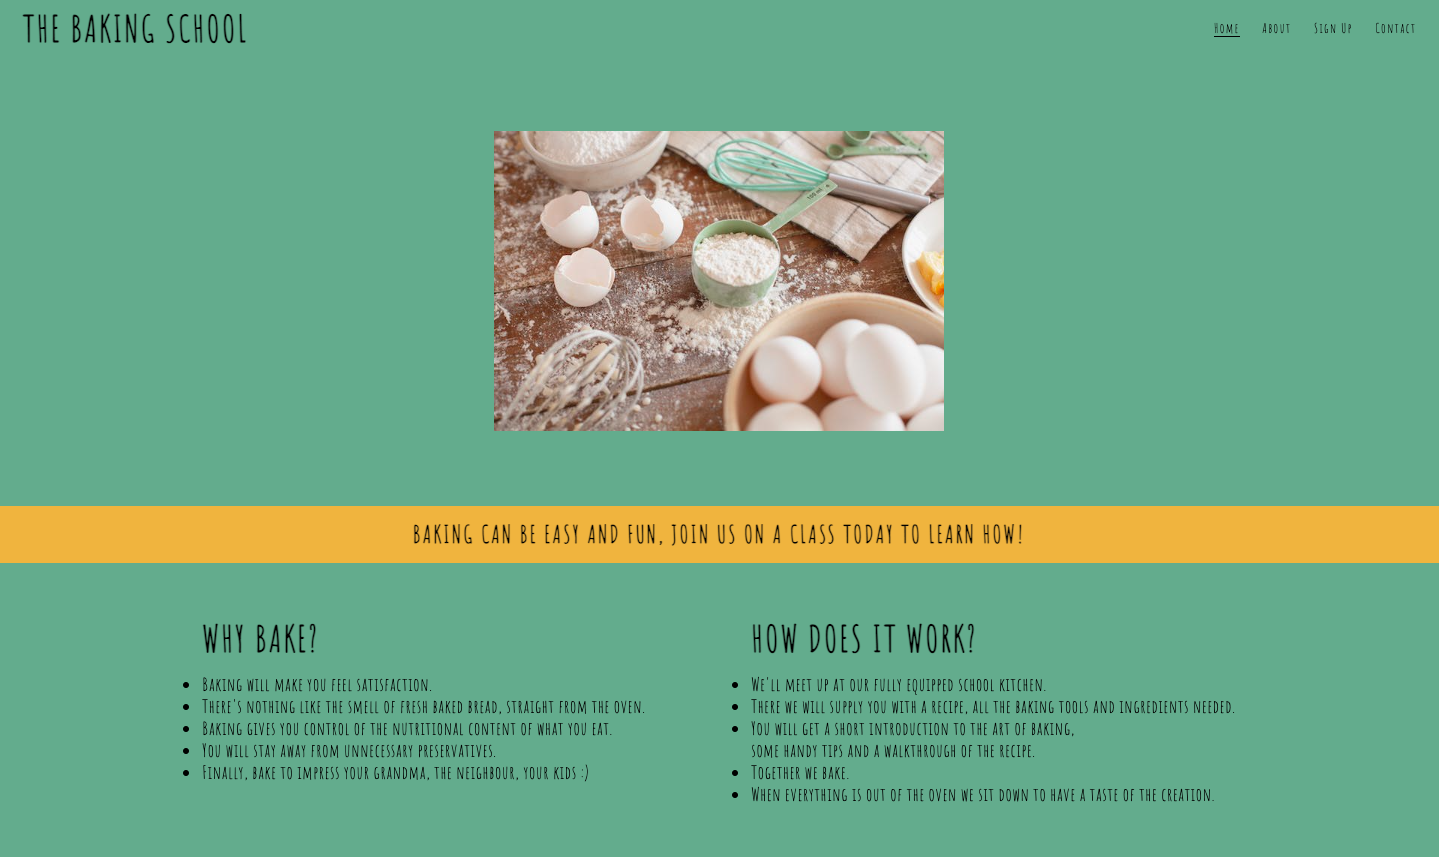 THE BAKING SCHOOL
Home About Sign Up Contact
BAKING CAN BE EASY AND FUN, JOIN US ON A CLASS TODAY TO LEARN HOW!
WHY BAKE?
Baking will make you feel satisfaction.
There's nothing like the smell of fresh baked bread, straight from the oven.
Baking gives you control of the nutritional content of what you eat.
You will stay away from unnecessary preservatives.
Finally, bake to impress your grandma, the neighbour, your kids :)
HOW DOES IT WORK?
We'll meet up at our fully equipped school kitchen.
There we will supply you with a recipe, all the baking tools and ingredients needed.
You will get a short introduction to the art of baking,
some handy tips and a walkthrough of the recipe.
Together we bake.
When everything is out of the oven we sit down to have a taste of the creation.